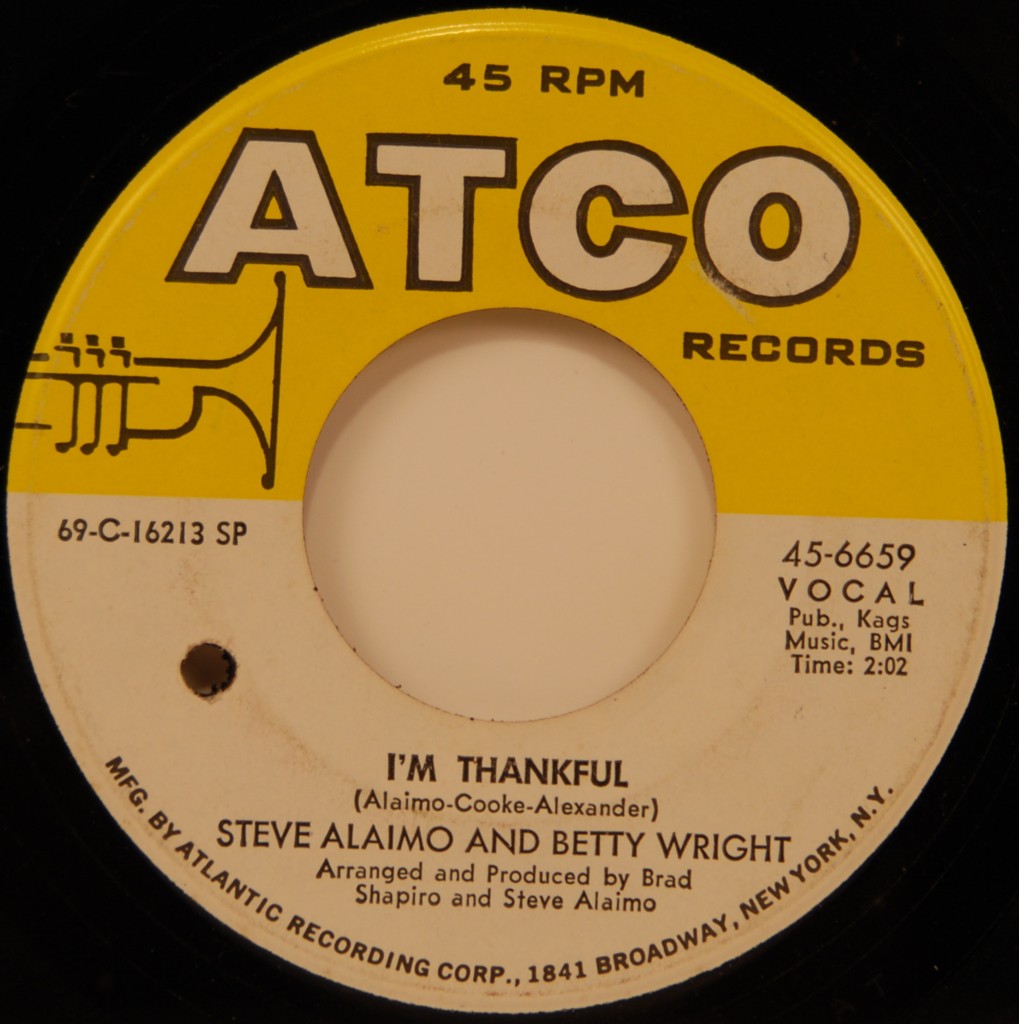 45 RPM
ATCO
RECORDS
69-C-16213 SP
45-6659
VOCAL
Pub., Kags
Music, BMI
Time: 2:02
I'M THANKFUL
(Alaimo-Cooke-Alexander)
STEVE ALAIMO AND BETTY WRIGHT
Arranged and Produced by Brad
Shapiro and Steve Alaimo
MFG. BY ATLANTIC RECORDING CORP., 1841 BROADWAY, NEW YORK, N.Y.